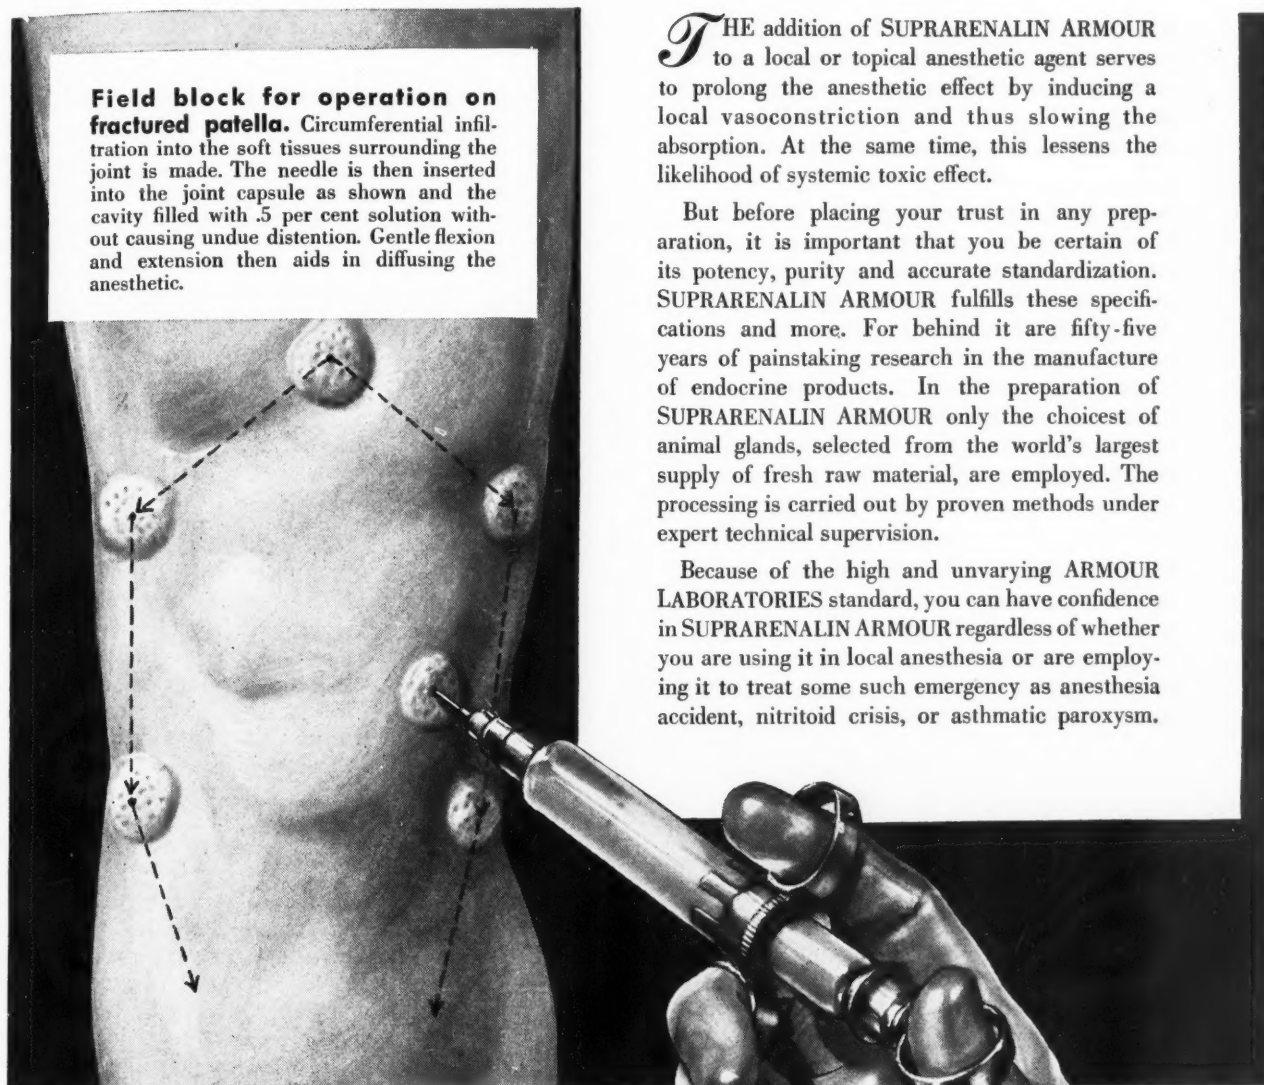 Field block for operation on
fractured patella. Circumferential infil-
tration into the soft tissues surrounding the
joint is made. The needle is then inserted
into the joint capsule as shown and the
cavity filled with .5 per cent solution with-
out causing undue distention. Gentle flexion
and extension then aids in diffusing the
anesthetic.
THE addition of SUPRARENALIN ARMOUR
to a local or topical anesthetic agent serves
to prolong the anesthetic effect by inducing a
local vasoconstriction and thus slowing the
absorption. At the same time, this lessens the
likelihood of systemic toxic effect.
But before placing your trust in any prep-
aration, it is important that you be certain of
its potency, purity and accurate standardization.
SUPRARENALIN ARMOUR fulfills these specifi-
cations and more. For behind it are fifty-five
years of painstaking research in the manufacture
of endocrine products. In the preparation of
SUPRARENALIN ARMOUR only the choicest of
animal glands, selected from the world's largest
supply of fresh raw material, are employed. The
processing is carried out by proven methods under
expert technical supervision.
Because of the high and unvarying ARMOUR
LABORATORIES standard, you can have confidence
in SUPRARENALIN ARMOUR regardless of whether
you are using it in local anesthesia or are employ-
ing it to treat some such emergency as anesthesia
accident, nitritoid crisis, or asthmatic paroxysm.